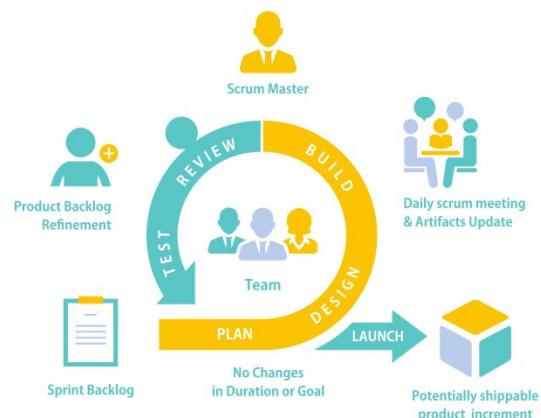 Scrum Master
REVIEW
BUILD
Product Backlog
Refinement
Daily scrum meeting
& Artifacts Update
TEST
Team
DESIGN
PLAN
LAUNCH
Sprint Backlog
No Changes
in Duration or Goal
Potentially shippable
product increment